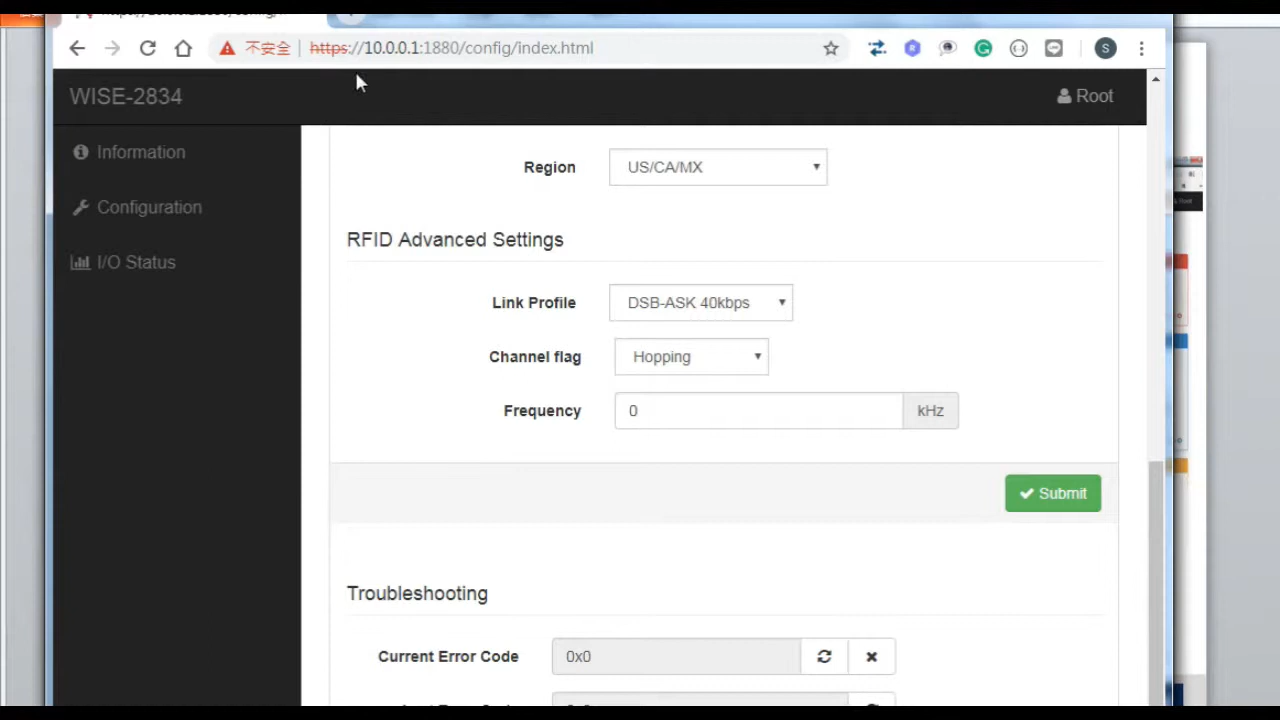 不安全 | https://10.0.0.1:1880/config/index.html
S
WISE-2834
Root
Information
Configuration
I/O Status
Region
US/CA/MX
RFID Advanced Settings
Link Profile
DSB-ASK 40kbps
Channel flag
Hopping
Frequency
0
kHz
Submit
Troubleshooting
Current Error Code
0x0